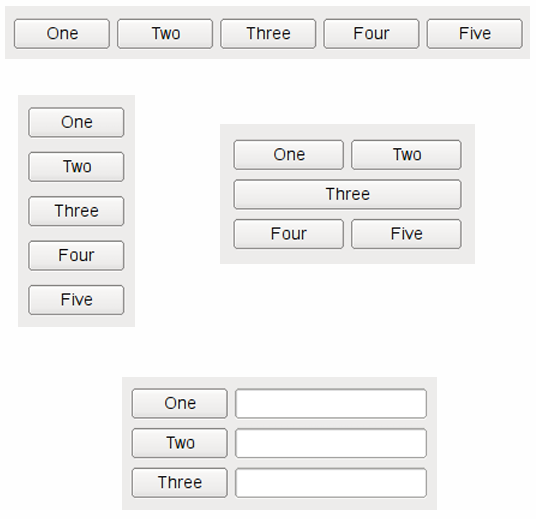 One Two Three Four Five
One
Two
Three
Four
Five
One Two
Three
Four Five
One
Two
Three